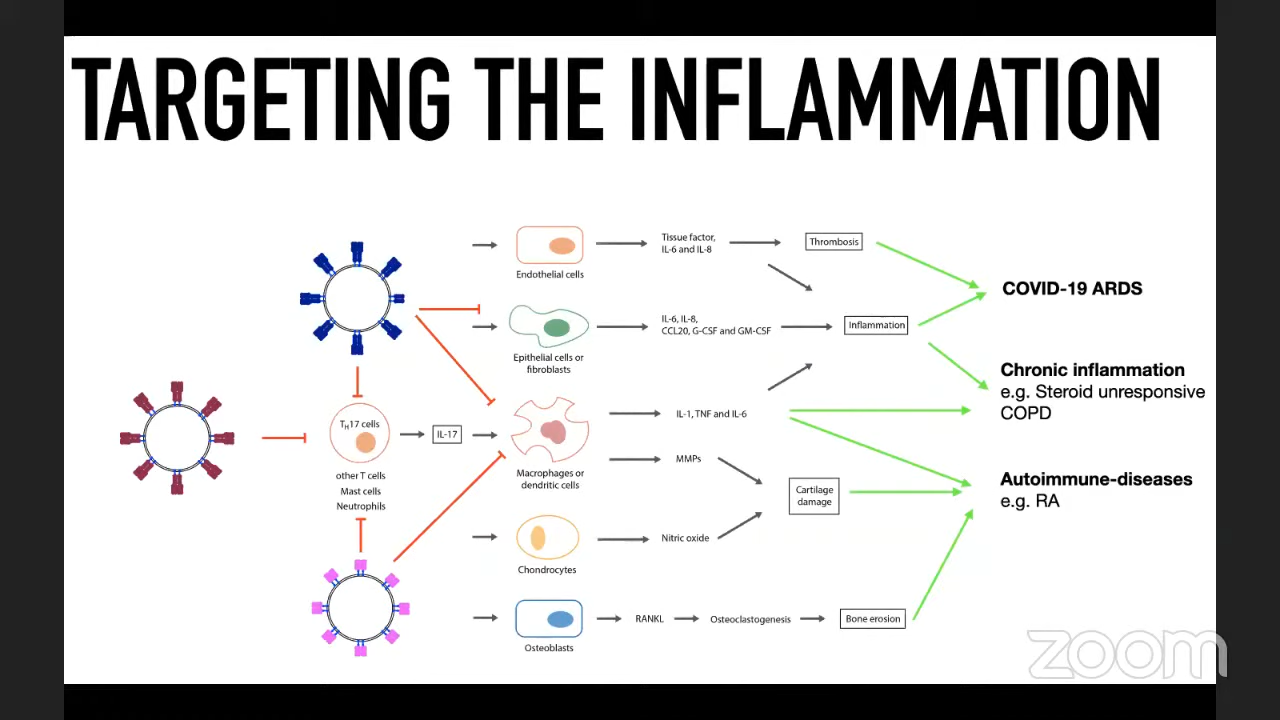 TARGETING THE INFLAMMATION
Tissue factor,
IL-6 and IL-8
Thrombosis
Endothelial cells
COVID-19 ARDS
IL-6, IL-8,
CCL20, G-CSF and GM-CSF
Inflammation
Epithelial cells or
fibroblasts
Chronic inflammation
e.g. Steroid unresponsive
COPD
TH17 cells
IL-17
IL-1, TNF and IL-6
Macrophages or
dendritic cells
MMPs
other T cells
Mast cells
Neutrophils
Cartilage
damage
Autoimmune-diseases
e.g. RA
Nitric oxide
Chondrocytes
RANKL
Osteoclastogenesis
Bone erosion
Osteoblasts
zoom